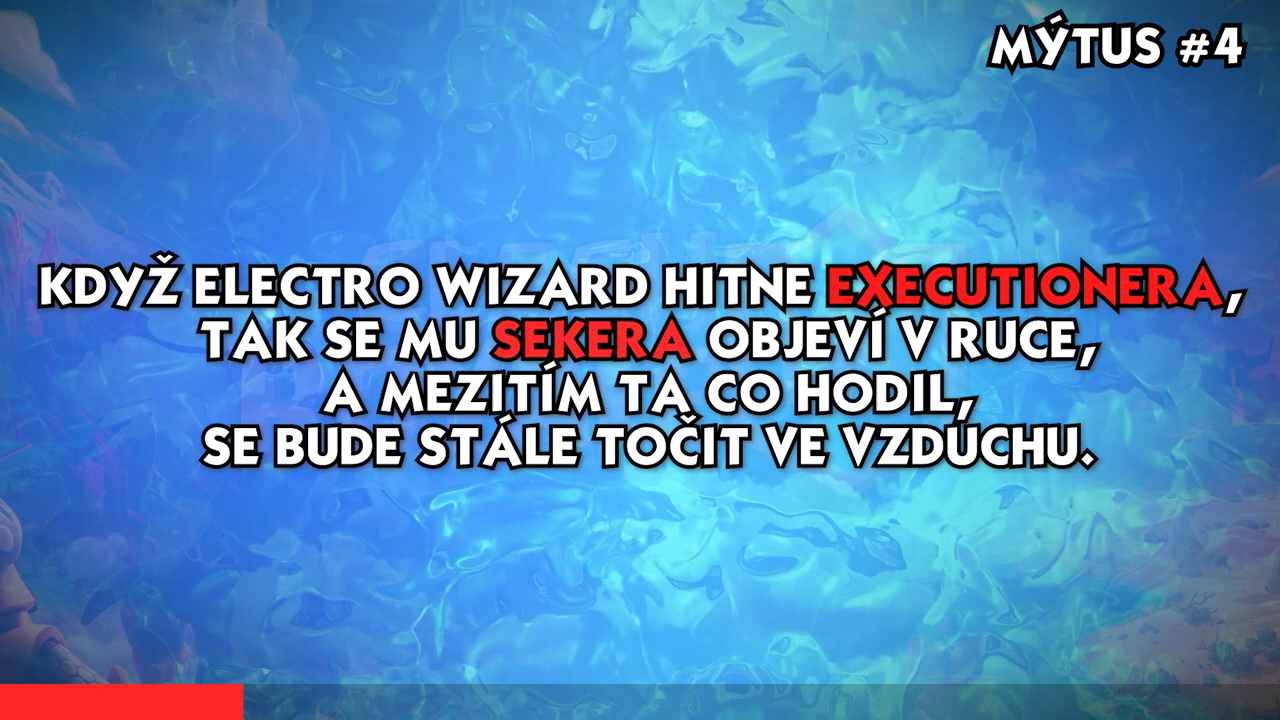 MÝTUS #4
KDYŽ ELECTRO WIZARD HITNE EXECUTIONERA,
TAK SE MU SEKERA OBJEVÍ V RUCE,
A MEZITÍM TA CO HODIL,
SE BUDE STÁLE TOČIT VE VZDUCHU.